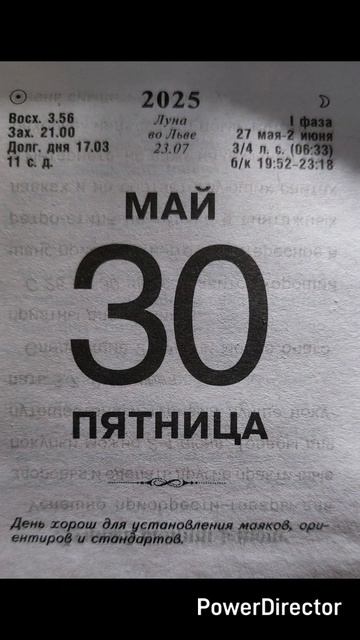 2025
Восх. 3.56
Зах. 21.00
Долг. дня 17.03
11 с. д.
Луна
во Льве
23.07
I фаза
27 мая-2 июня
3/4 л. с. (06:33)
б/к 19:52-23:18
МАЙ
30
ПЯТНИЦА
День хорош для установления маяков, ори-
ентиров и стандартов.
PowerDirector